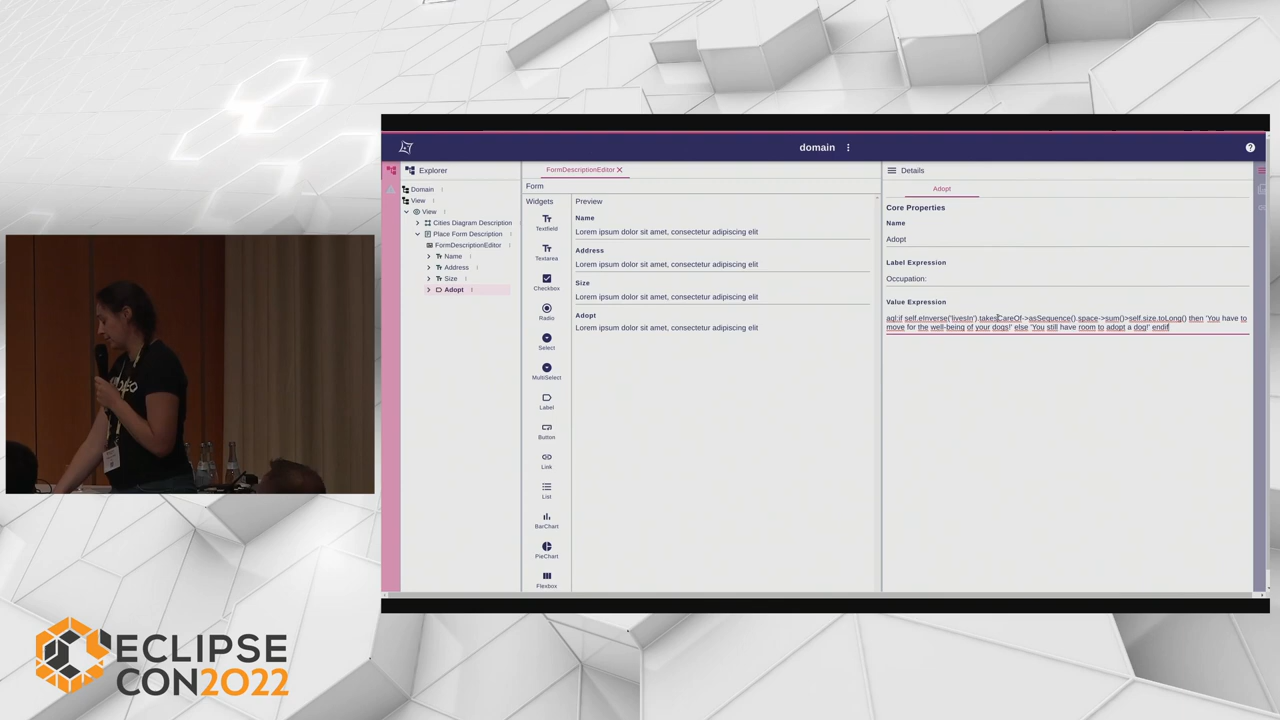 domain
Explorer
Domain
View
View
Cities Diagram Description
Place Form Description
FormDescriptionEditor
Name
Address
Size
Adopt
FormDescriptionEditor
Form
Widgets
Textfield
Textarea
Checkbox
Radio
Select
MultiSelect
Label
Button
Link
List
BarChart
PieChart
Flexbox
Preview
Name
Lorem ipsum dolor sit amet, consectetur adipiscing elit
Address
Lorem ipsum dolor sit amet, consectetur adipiscing elit
Size
Lorem ipsum dolor sit amet, consectetur adipiscing elit
Adopt
Lorem ipsum dolor sit amet, consectetur adipiscing elit
Details
Adopt
Core Properties
Name
Adopt
Label Expression
Occupation:
Value Expression
aql:if self.eInverse('livesIn').takesCareOf->asSequence().space->sum()>self.size.toLong() then 'You have to
move for the well-being of your dogs!' else 'You still have room to adopt a dog!' endif
ECLIPSE
CON2022